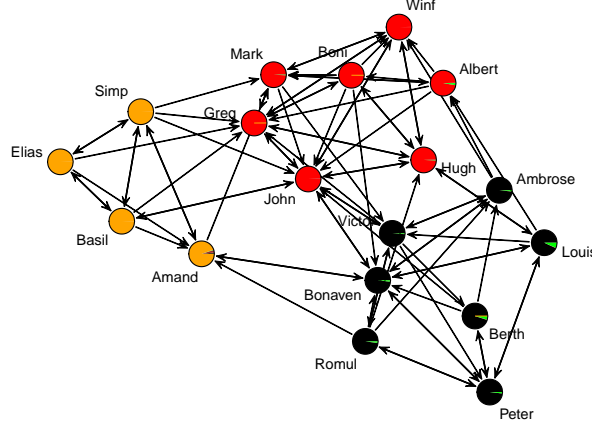 Winf
Mark
Boni
Albert
Simp
Greg
Elias
Hugh
Ambrose
John
Basil
Victor
Louis
Amand
Bonaven
Berth
Romul
Peter